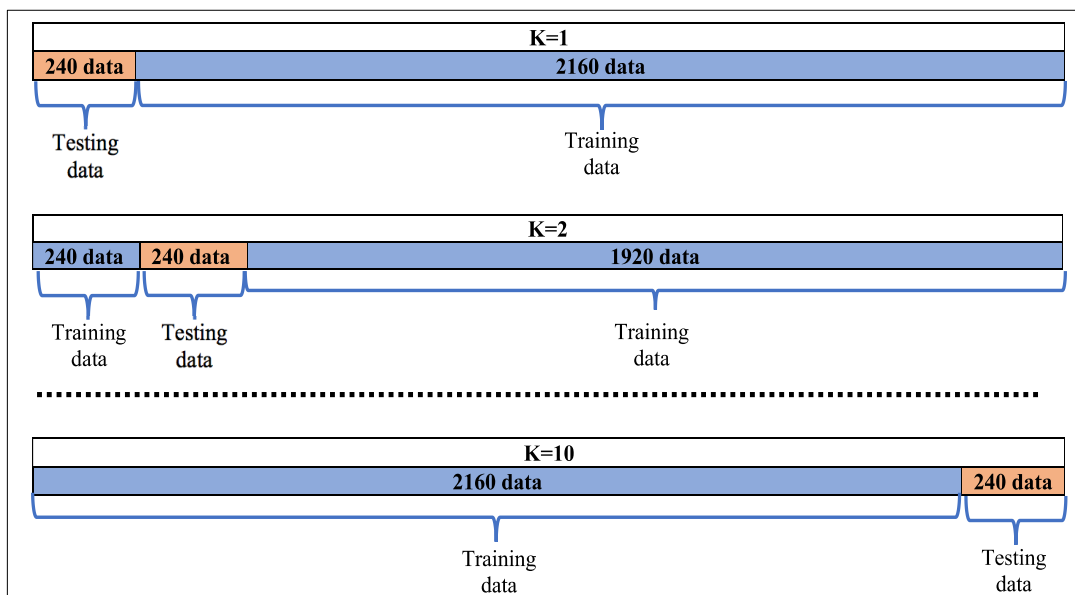 K=1
240 data 2160 data
Testing
data
Training
data
K=2
240 data 240 data 1920 data
Training
data
Testing
data
Training
data
K=10
2160 data 240 data
Training
data
Testing
data